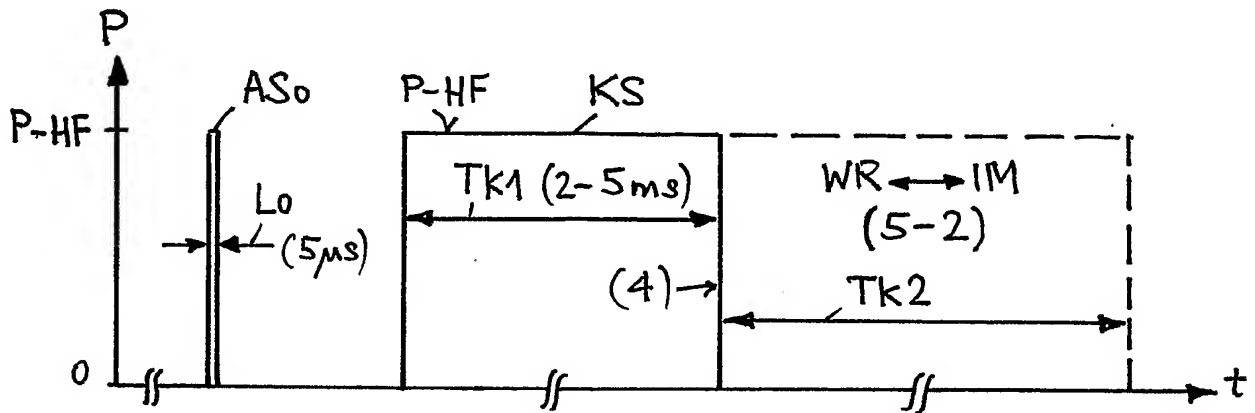 P
ASo
P-HF
P-HF
KS
TK1 (2-5ms)
WR ↔ IM
Lo
(5-2)
(5μs)
(4)
TK2
0
t